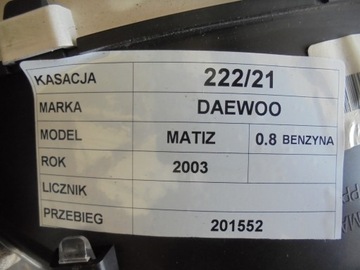 KASACJA 222/21
MARKA DAEWOO
MODEL MATIZ 0.8 BENZYNA
ROK 2003
LICZNIK
PRZEBIEG 201552